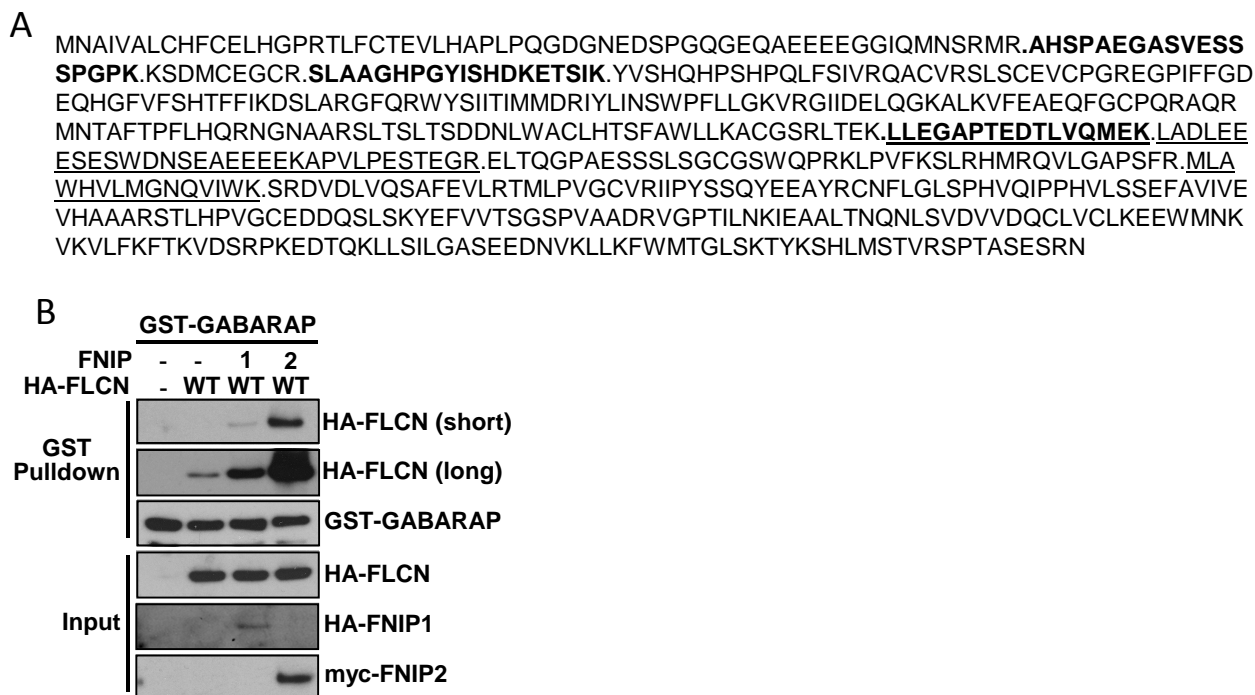 A
MNAIVALCHFCELHGPRTLFCTEVLHAPLPQGDGNEDSPGQGEQAEEEEGGIQMNSRMR.AHSPAEGASVESS
SPGPK.KSDMCEGCR.SLAAGHPGYISHDKETSIK.YVSHQHPSHPQLFSIVRQACVRSLSCEVCPGREGPIFFGD
EQHGFVFSHTFFIKDSLARGFQRWYSIITIMMDRIYLINSWPFLLGKVRGIIDELQGKALKVFEAEQFGCPQRAQR
MNTAFTPFLHQRNGNAARSLTSLTSDDNLWACLHTSFAWLLKACGSRLTEK.LLEGAPTEDTLVQMEK.LADLEE
ESESWDNSEAEEEEKAPVLPESTEGR.ELTQGPAESSSLSGCGSWQPRKLPVFKSLRHMRQVLGAPSFR.MLA
WHVLMGNQVIWK.SRDVDLVQSAFEVLRTMLPVGCVRIIPYSSQYEEAYRCNFLGLSPHVQIPPHVLSSEFAVIVE
VHAAARSTLHPVGCEDDQSLSKYEFVVTSGSPVAADRVGPTILNKIEAALTNQNLSVDVVDQCLVCLKEEWMNK
VKVLFKFTKVDSRPKEDTQKLLSILGASEEDNVKLLKFWMTGLSKTYKSHLMSTVRSPTASESRN
B
GST-GABARAP
FNIP - - 1 2
HA-FLCN - WT WT WT
GST
Pulldown
HA-FLCN (short)
HA-FLCN (long)
GST-GABARAP
Input
HA-FLCN
HA-FNIP1
myc-FNIP2